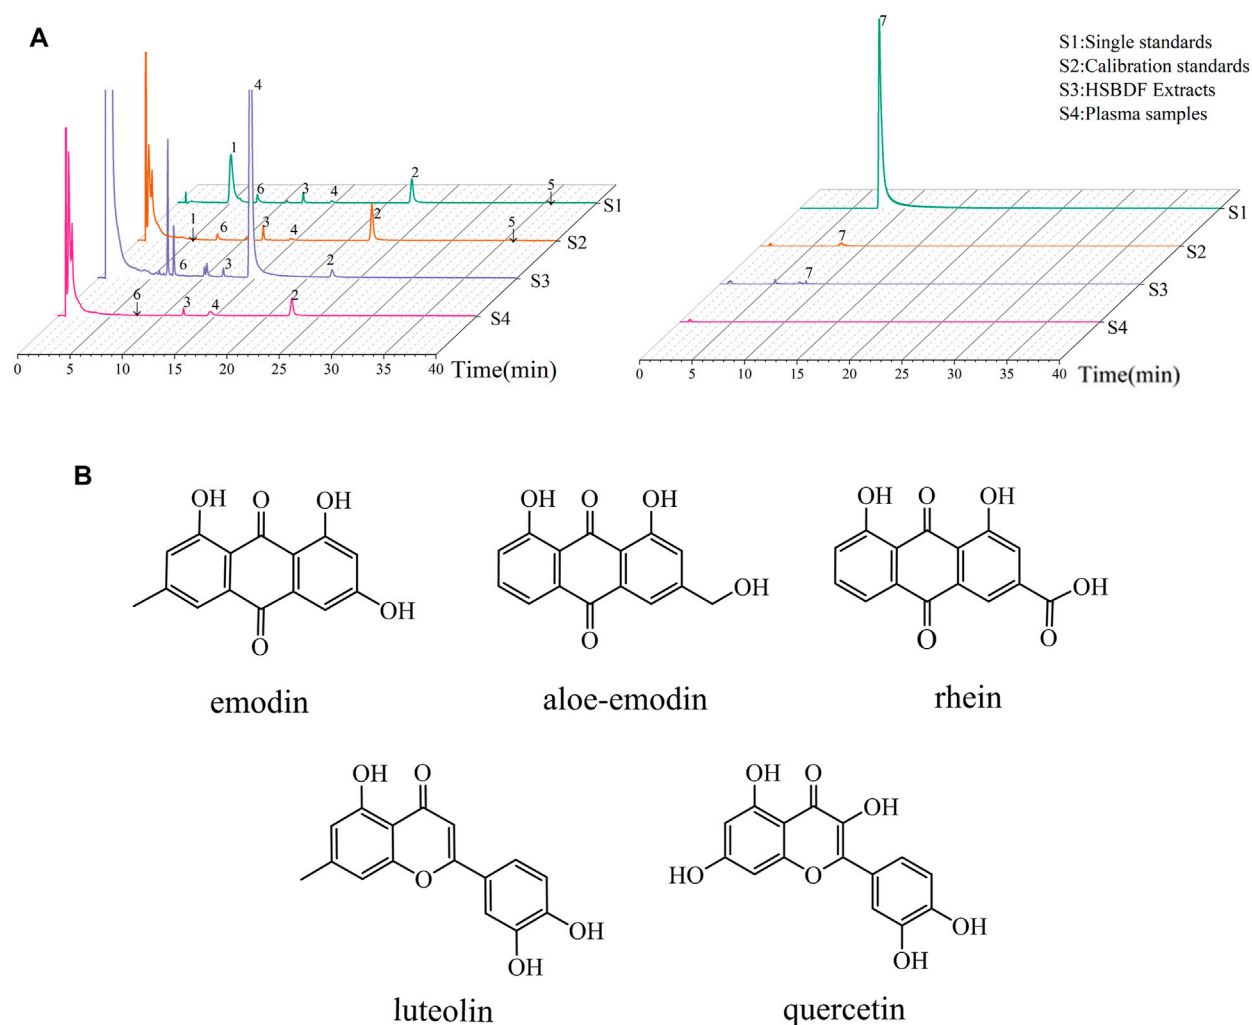 A
S1:Single standards
S2:Calibration standards
S3:HSBDF Extracts
S4:Plasma samples
1 6 3 4 2 5 S1
1 6 3 4 2 5 S2
6 3 4 2 S3
6 3 4 2 S4
0 5 10 15 20 25 30 35 40 Time(min)
7 S1
7 S2
7 S3
S4
0 5 10 15 20 25 30 35 40 Time(min)
B
OH O OH
OH
O
emodin
OH O OH
OH
O
aloe-emodin
OH O OH
OH
O O
rhein
OH O
O
OH
OH
luteolin
OH O
OH
HO O
OH
OH
quercetin